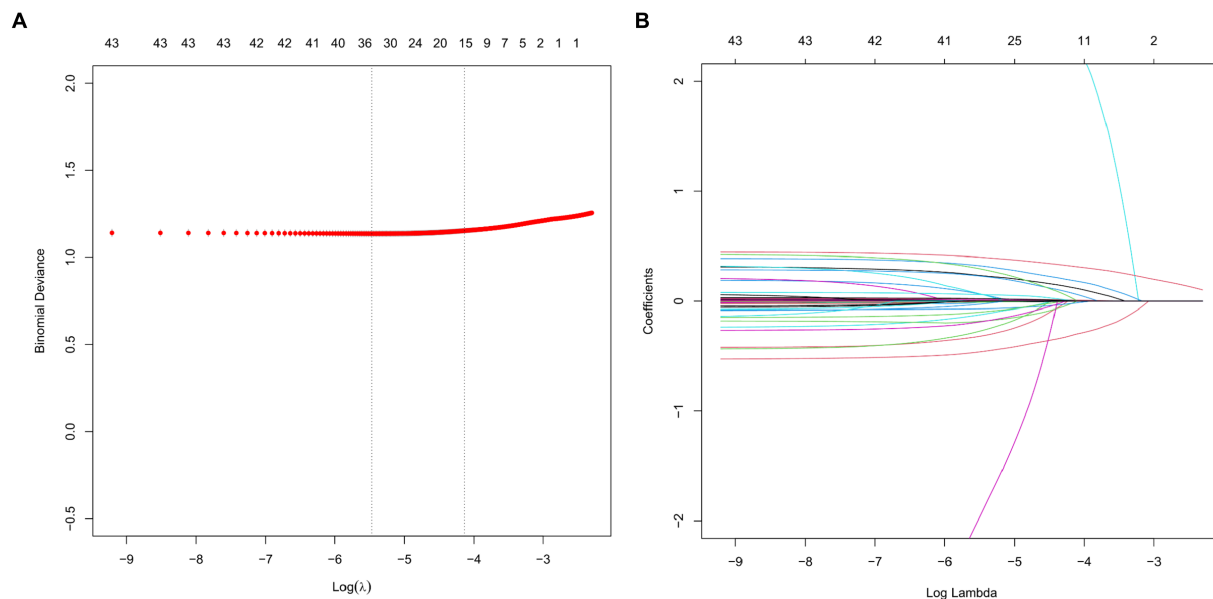 A
43 43 43 43 42 42 41 40 36 30 24 20 15 9 7 5 2 1 1
2.0
1.5
1.0
0.5
0.0
−0.5
Binomial Deviance
−9 −8 −7 −6 −5 −4 −3
Log(λ)
B
43 43 42 41 25 11 2
2
1
0
−1
−2
Coefficients
−9 −8 −7 −6 −5 −4 −3
Log Lambda